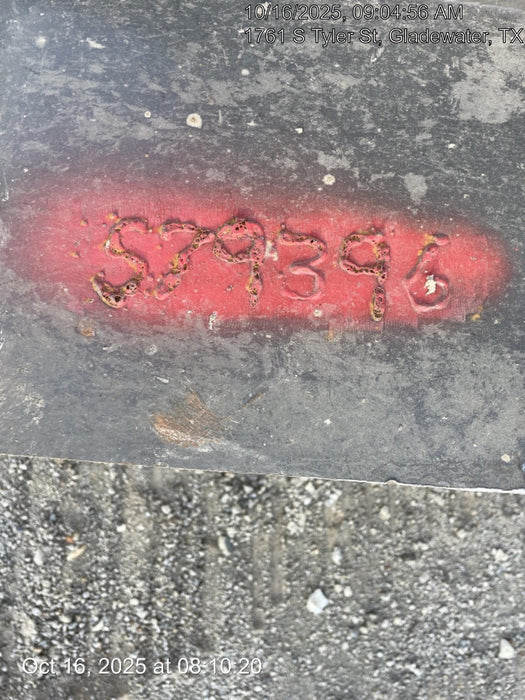 10/16/2025, 09:04:56 AM
1761 S Tyler St, Gladewater, TX
579396
Oct 16, 2025 at 08:10:20